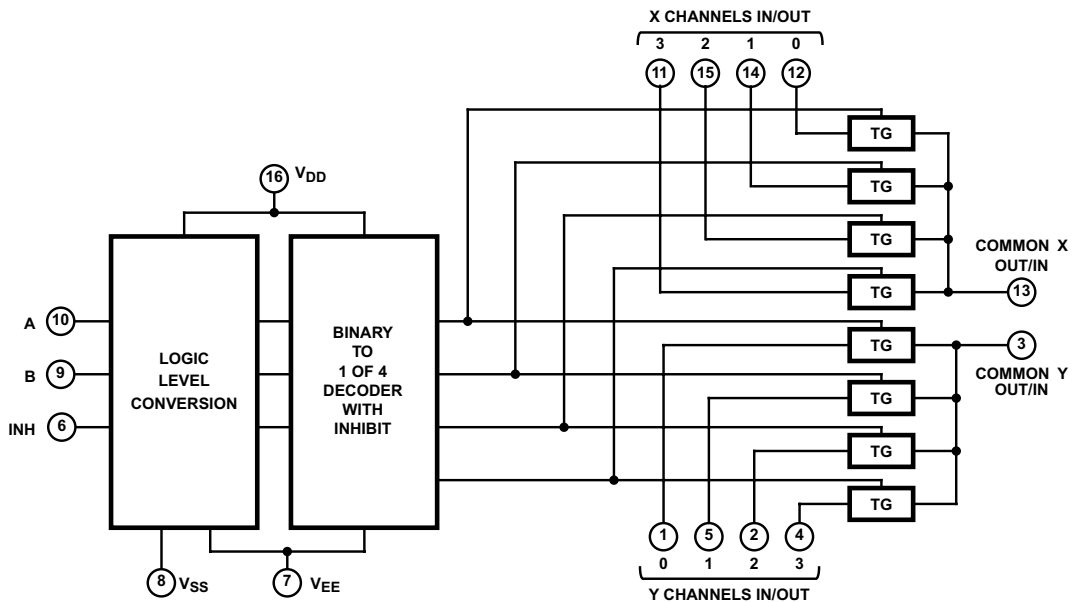 X CHANNELS IN/OUT
3 2 1 0
11 15 14 12
TG
TG
TG
TG
COMMON X
OUT/IN
13
16 VDD
A 10
B 9
INH 6
LOGIC
LEVEL
CONVERSION
BINARY
TO
1 OF 4
DECODER
WITH
INHIBIT
TG
TG
TG
TG
3
COMMON Y
OUT/IN
8 VSS
7 VEE
1 5 2 4
0 1 2 3
Y CHANNELS IN/OUT